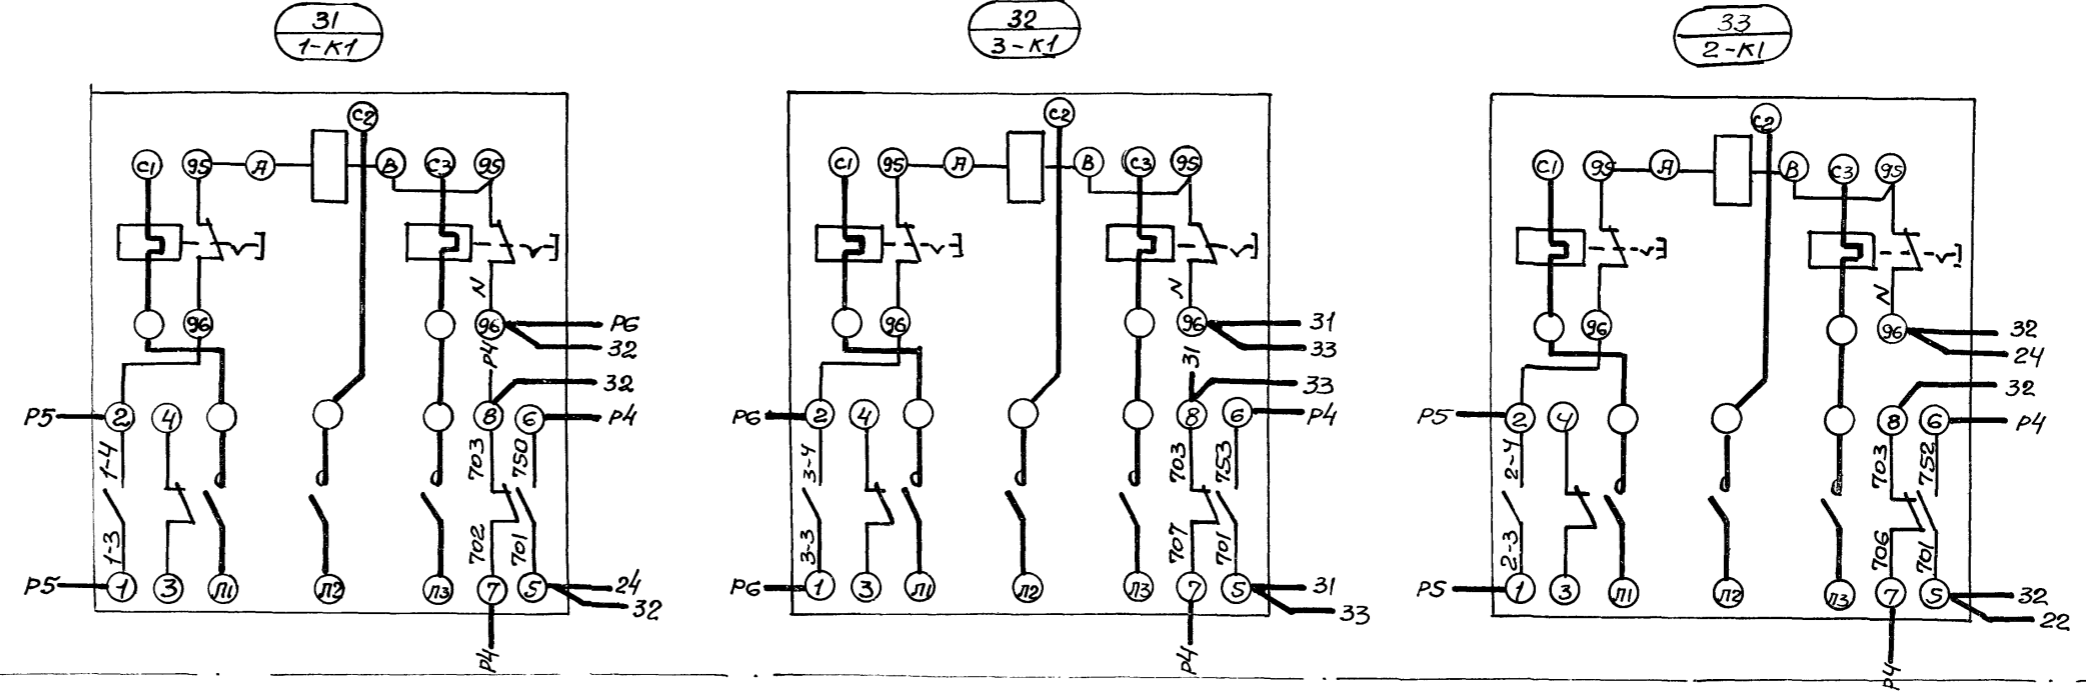 31
1-К1
С2
С1 95 А В С3 95
N
96 96 Р6
32
Р4
32
Р5 2 4 8 6 Р4
1-4 703 750
1-3 702 701
Р5 1 3 Л1 Л2 Л3 7 5 24
32
Р4
32
3-К1
С2
С1 95 А В С3 95
N
96 96 31
33
31
33
Р6 2 4 8 6 Р4
3-4 703 753
3-3 707 701
Р6 1 3 Л1 Л2 Л3 7 5 31
33
Р4
33
2-К1
С2
С1 95 А В С3 95
N
96 96 32
24
32
Р5 2 4 8 6 Р4
2-4 703 752
2-3 706 701
Р5 1 3 Л1 Л2 Л3 7 5 32
22
Р4